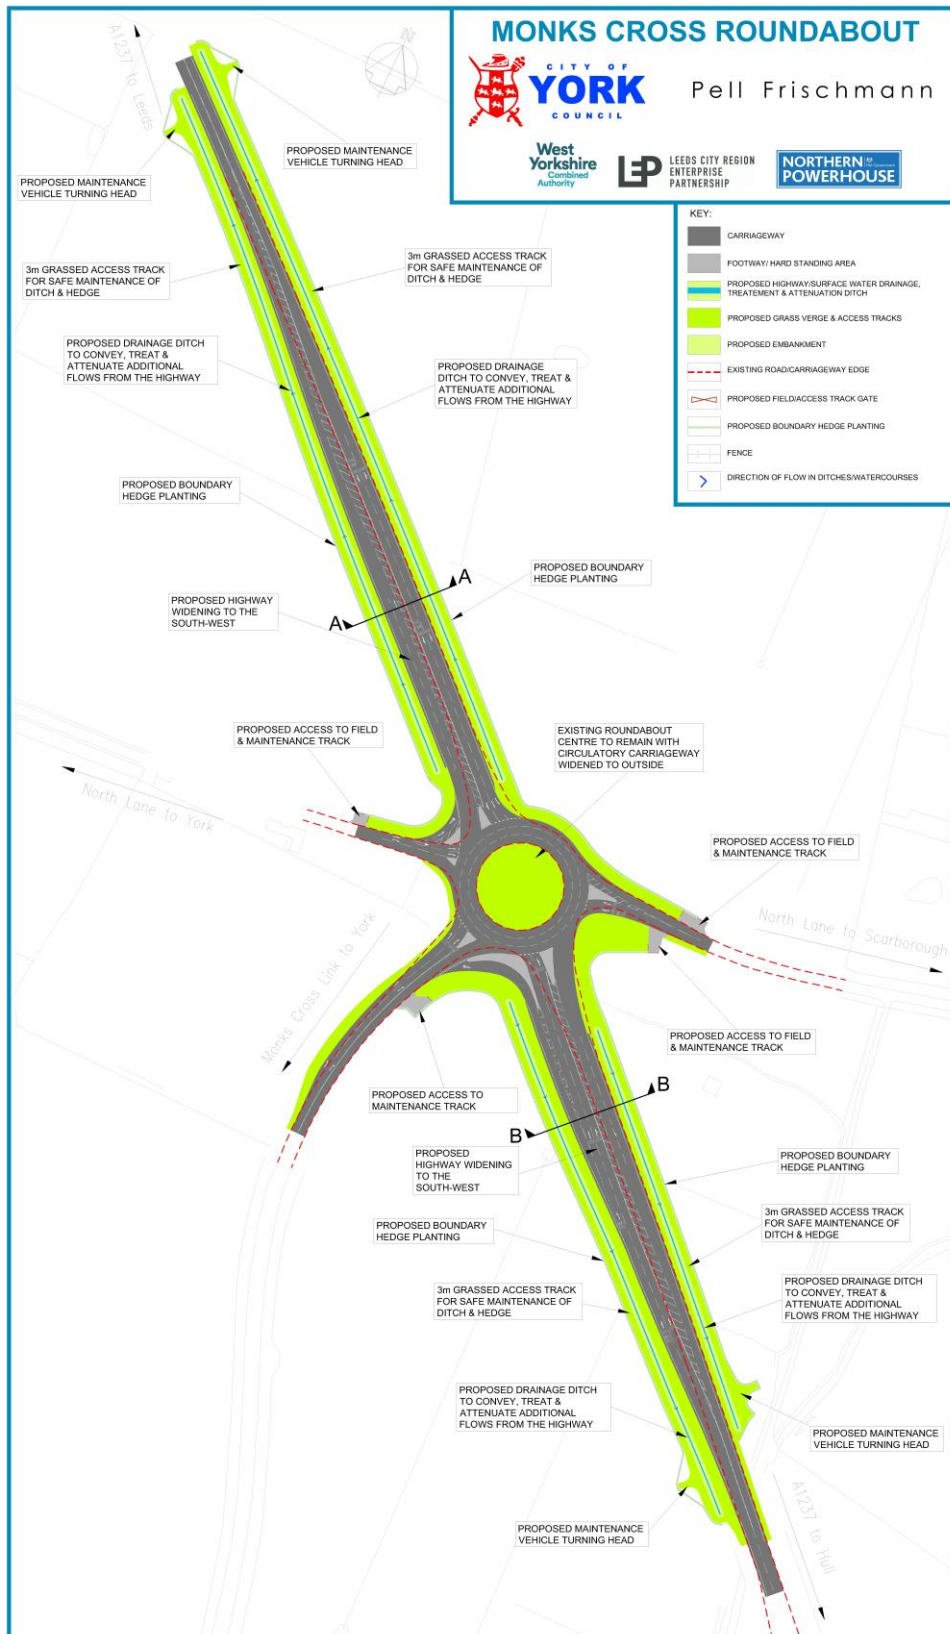 MONKS CROSS ROUNDABOUT
CITY OF
YORK
COUNCIL
Pell Frischmann
West
Yorkshire
Combined
Authority
LEP
LEEDS CITY REGION
ENTERPRISE
PARTNERSHIP
NORTHERN
POWERHOUSE
KEY:
CARRIAGEWAY
FOOTWAY/ HARD STANDING AREA
PROPOSED HIGHWAY/SURFACE WATER DRAINAGE,
TREATEMENT & ATTENUATION DITCH
PROPOSED GRASS VERGE & ACCESS TRACKS
PROPOSED EMBANKMENT
EXISTING ROAD/CARRIAGEWAY EDGE
PROPOSED FIELD/ACCESS TRACK GATE
PROPOSED BOUNDARY HEDGE PLANTING
FENCE
DIRECTION OF FLOW IN DITCHES/WATERCOURSES
N
A1237 to Leeds
PROPOSED MAINTENANCE
VEHICLE TURNING HEAD
PROPOSED MAINTENANCE
VEHICLE TURNING HEAD
3m GRASSED ACCESS TRACK
FOR SAFE MAINTENANCE OF
DITCH & HEDGE
3m GRASSED ACCESS TRACK
FOR SAFE MAINTENANCE OF
DITCH & HEDGE
PROPOSED DRAINAGE DITCH
TO CONVEY, TREAT &
ATTENUATE ADDITIONAL
FLOWS FROM THE HIGHWAY
PROPOSED DRAINAGE
DITCH TO CONVEY, TREAT &
ATTENUATE ADDITIONAL
FLOWS FROM THE HIGHWAY
PROPOSED BOUNDARY
HEDGE PLANTING
PROPOSED BOUNDARY
HEDGE PLANTING
A
A
PROPOSED HIGHWAY
WIDENING TO THE
SOUTH-WEST
PROPOSED ACCESS TO FIELD
& MAINTENANCE TRACK
EXISTING ROUNDABOUT
CENTRE TO REMAIN WITH
CIRCULATORY CARRIAGEWAY
WIDENED TO OUTSIDE
North Lane to York
PROPOSED ACCESS TO FIELD
& MAINTENANCE TRACK
North Lane to Scarborough
Monks Cross Link to York
PROPOSED ACCESS TO FIELD
& MAINTENANCE TRACK
PROPOSED ACCESS TO
MAINTENANCE TRACK
B
B
PROPOSED
HIGHWAY WIDENING
TO THE
SOUTH-WEST
PROPOSED BOUNDARY
HEDGE PLANTING
PROPOSED BOUNDARY
HEDGE PLANTING
3m GRASSED ACCESS TRACK
FOR SAFE MAINTENANCE OF
DITCH & HEDGE
3m GRASSED ACCESS TRACK
FOR SAFE MAINTENANCE OF
DITCH & HEDGE
PROPOSED DRAINAGE DITCH
TO CONVEY, TREAT &
ATTENUATE ADDITIONAL
FLOWS FROM THE HIGHWAY
PROPOSED DRAINAGE DITCH
TO CONVEY, TREAT &
ATTENUATE ADDITIONAL
FLOWS FROM THE HIGHWAY
PROPOSED MAINTENANCE
VEHICLE TURNING HEAD
PROPOSED MAINTENANCE
VEHICLE TURNING HEAD
A1237 to Hull